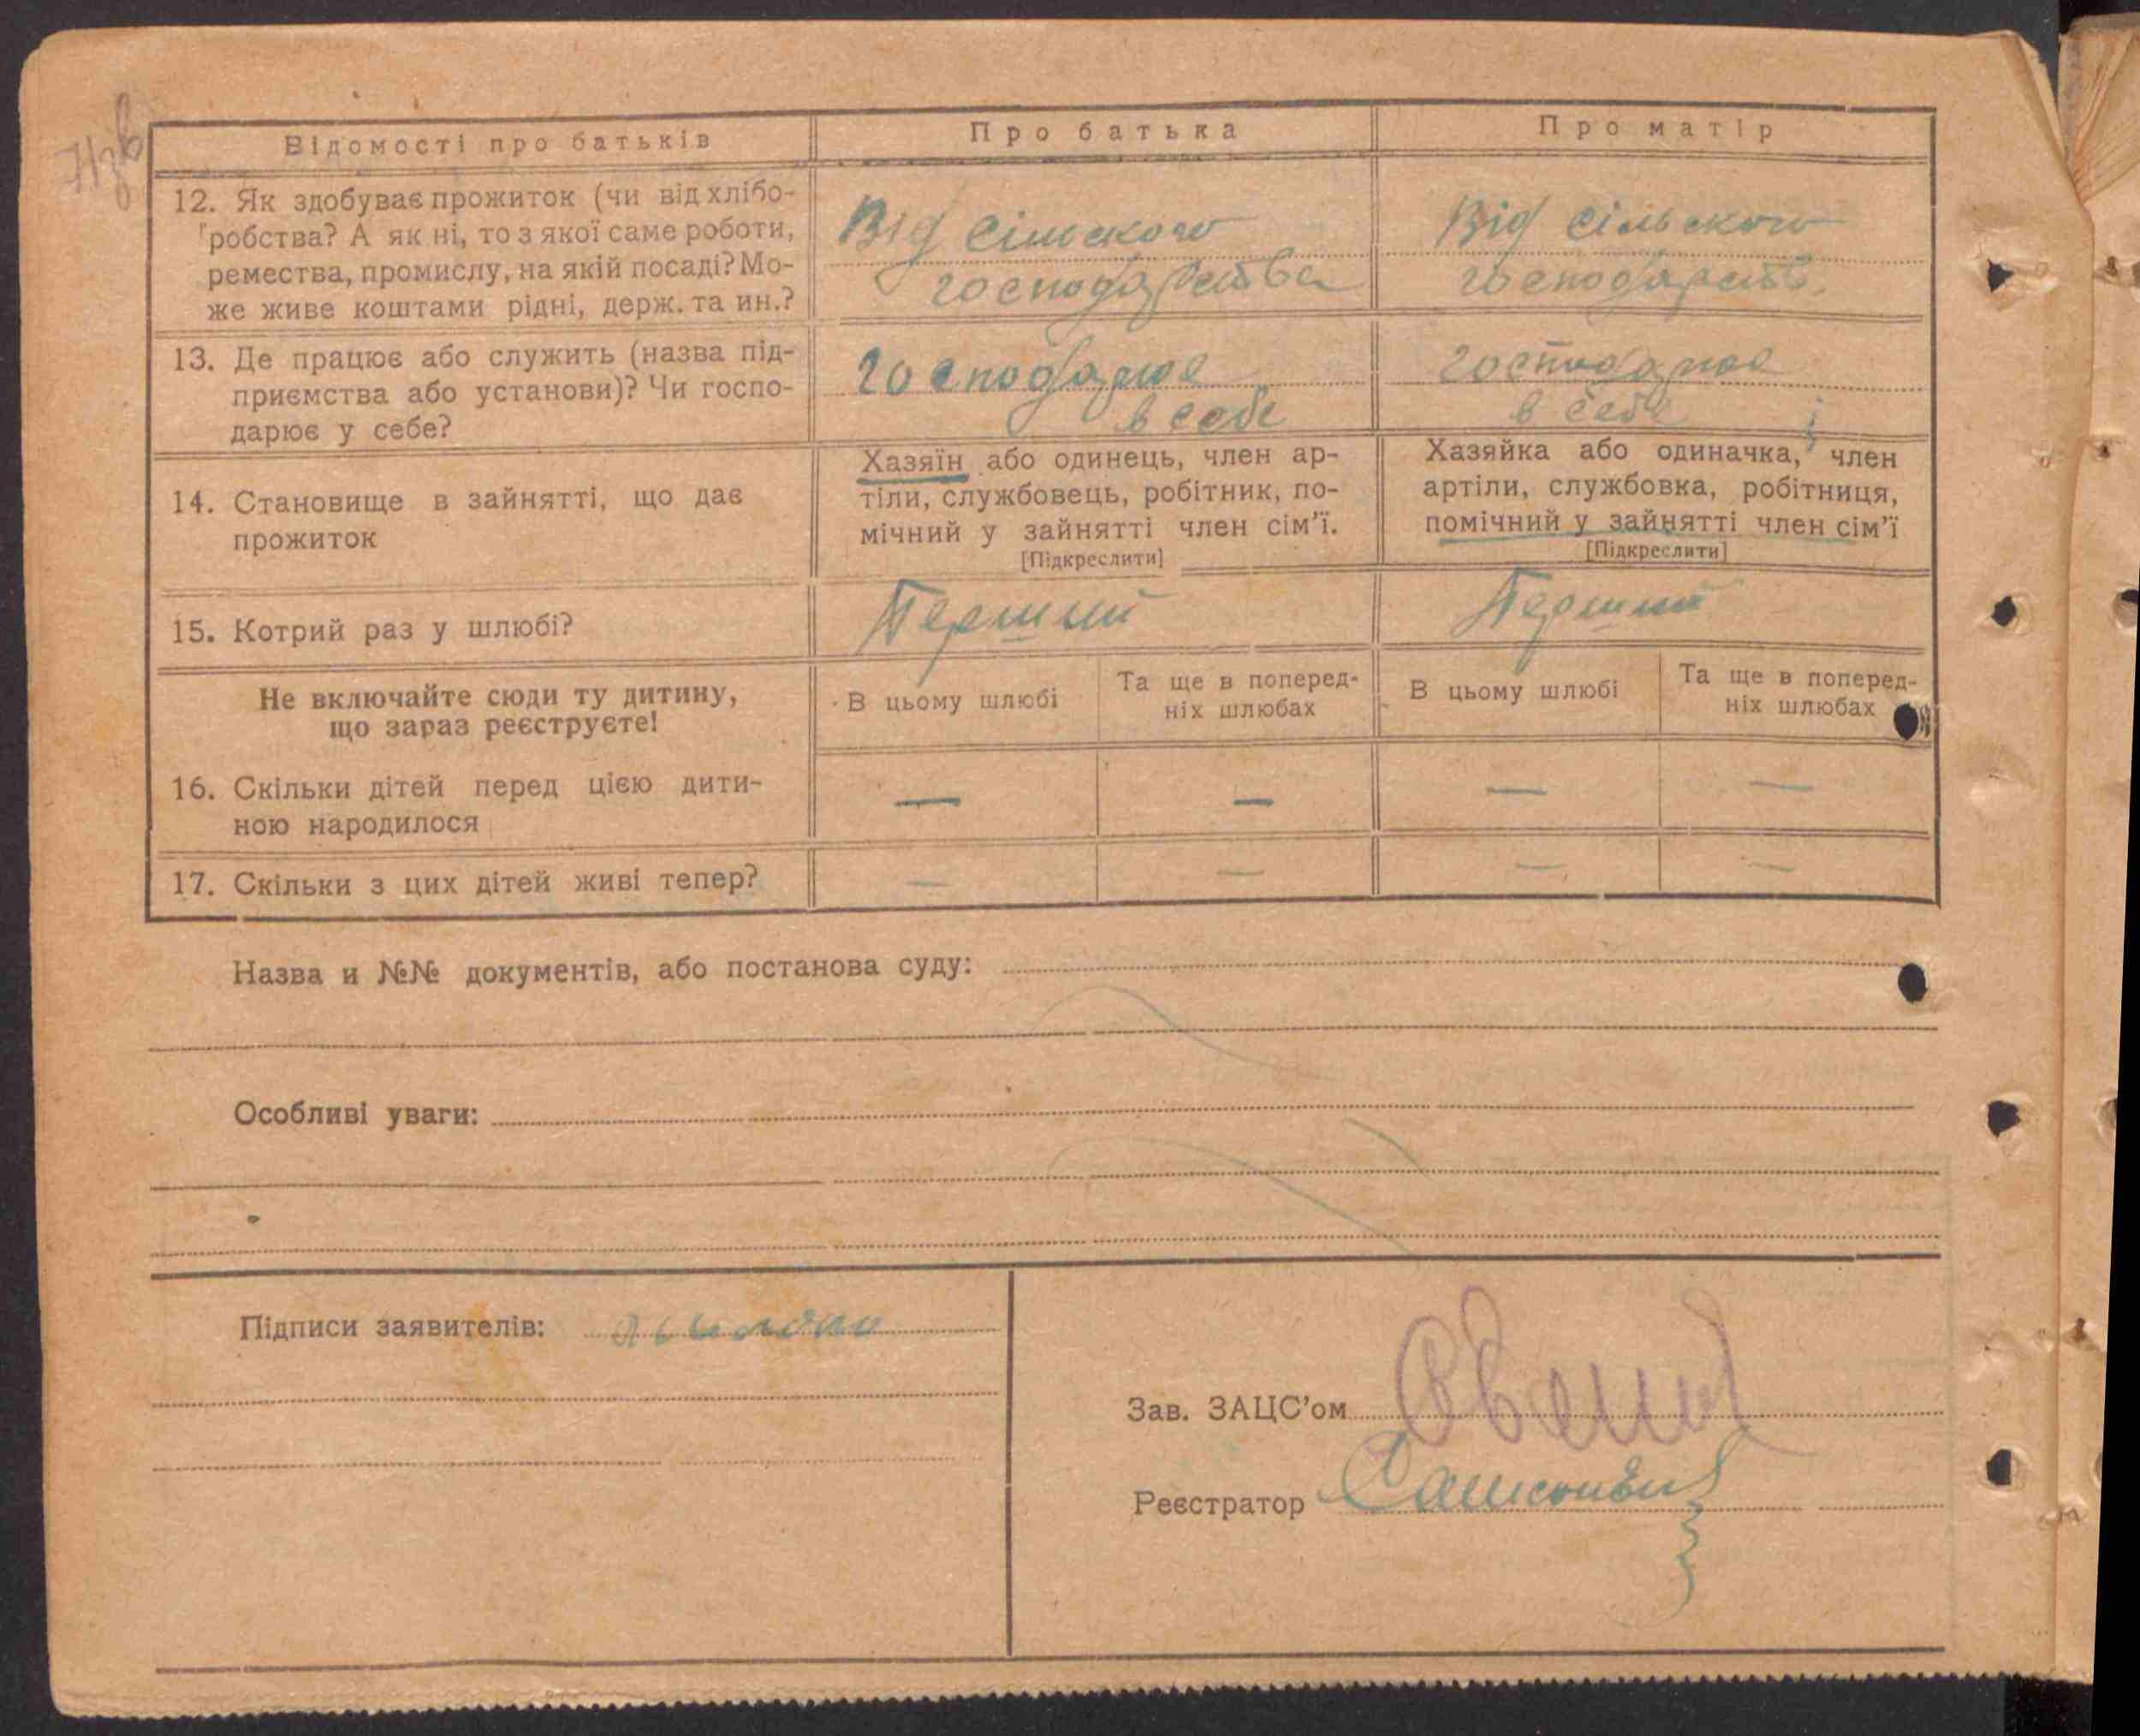 Відомості про батьків
Про батька
Про матір
12. Як здобуває прожиток (чи від хлібо-
робства? А як ні, то з якої саме роботи,
ремества, промислу, на якій посаді? Мо-
же живе коштами рідні, держ. та ин.?
Від сільского
господарства
Від сільского
господарств.
13. Де працює або служить (назва під-
приємства або установи)? Чи госпо-
дарює у себе?
господарює
в себе
господарює
в себе
14. Становище в зайнятті, що дає
прожиток
Хазяїн або одинець, член ар-
тіли, службовець, робітник, по-
мічний у зайнятті член сім'ї.
[Підкреслити]
Хазяйка або одиначка, член
артіли, службовка, робітниця,
помічний у зайнятті член сім'ї
[Підкреслити]
15. Котрий раз у шлюбі?
Перший
Перший
Не включайте сюди ту дитину,
що зараз реєструєте!
В цьому шлюбі
Та ще в поперед-
ніх шлюбах
В цьому шлюбі
Та ще в поперед-
ніх шлюбах
16. Скільки дітей перед цією дити-
ною народилося
— — — —
17. Скільки з цих дітей живі тепер?
— — — —
Назва и №№ документів, або постанова суду:
Особливі уваги:
Підписи заявителів:
Зав. ЗАЦС'ом
Реєстратор